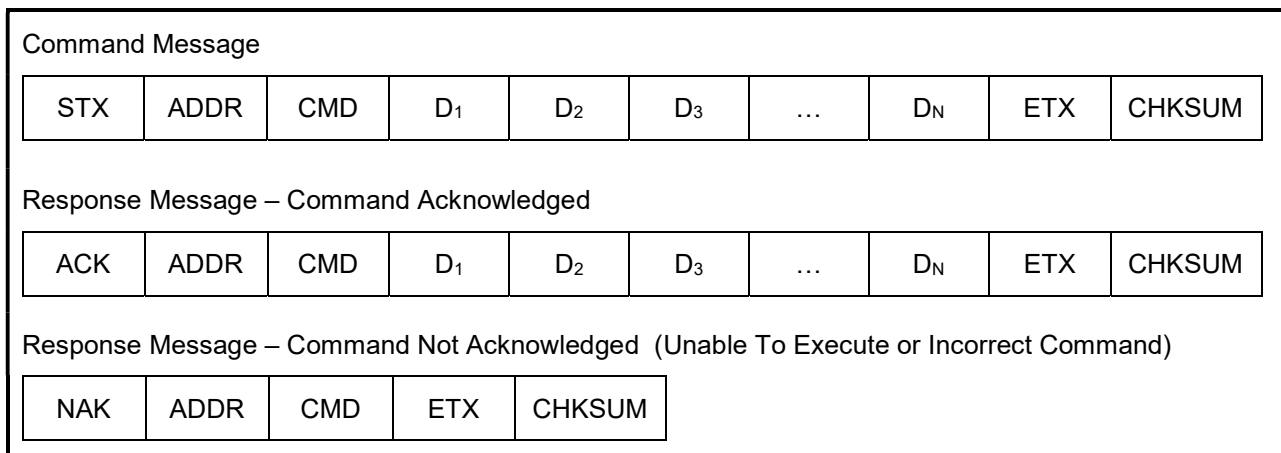 Command Message
STX ADDR CMD D₁ D₂ D₃ … D_N ETX CHKSUM
Response Message – Command Acknowledged
ACK ADDR CMD D₁ D₂ D₃ … D_N ETX CHKSUM
Response Message – Command Not Acknowledged (Unable To Execute or Incorrect Command)
NAK ADDR CMD ETX CHKSUM